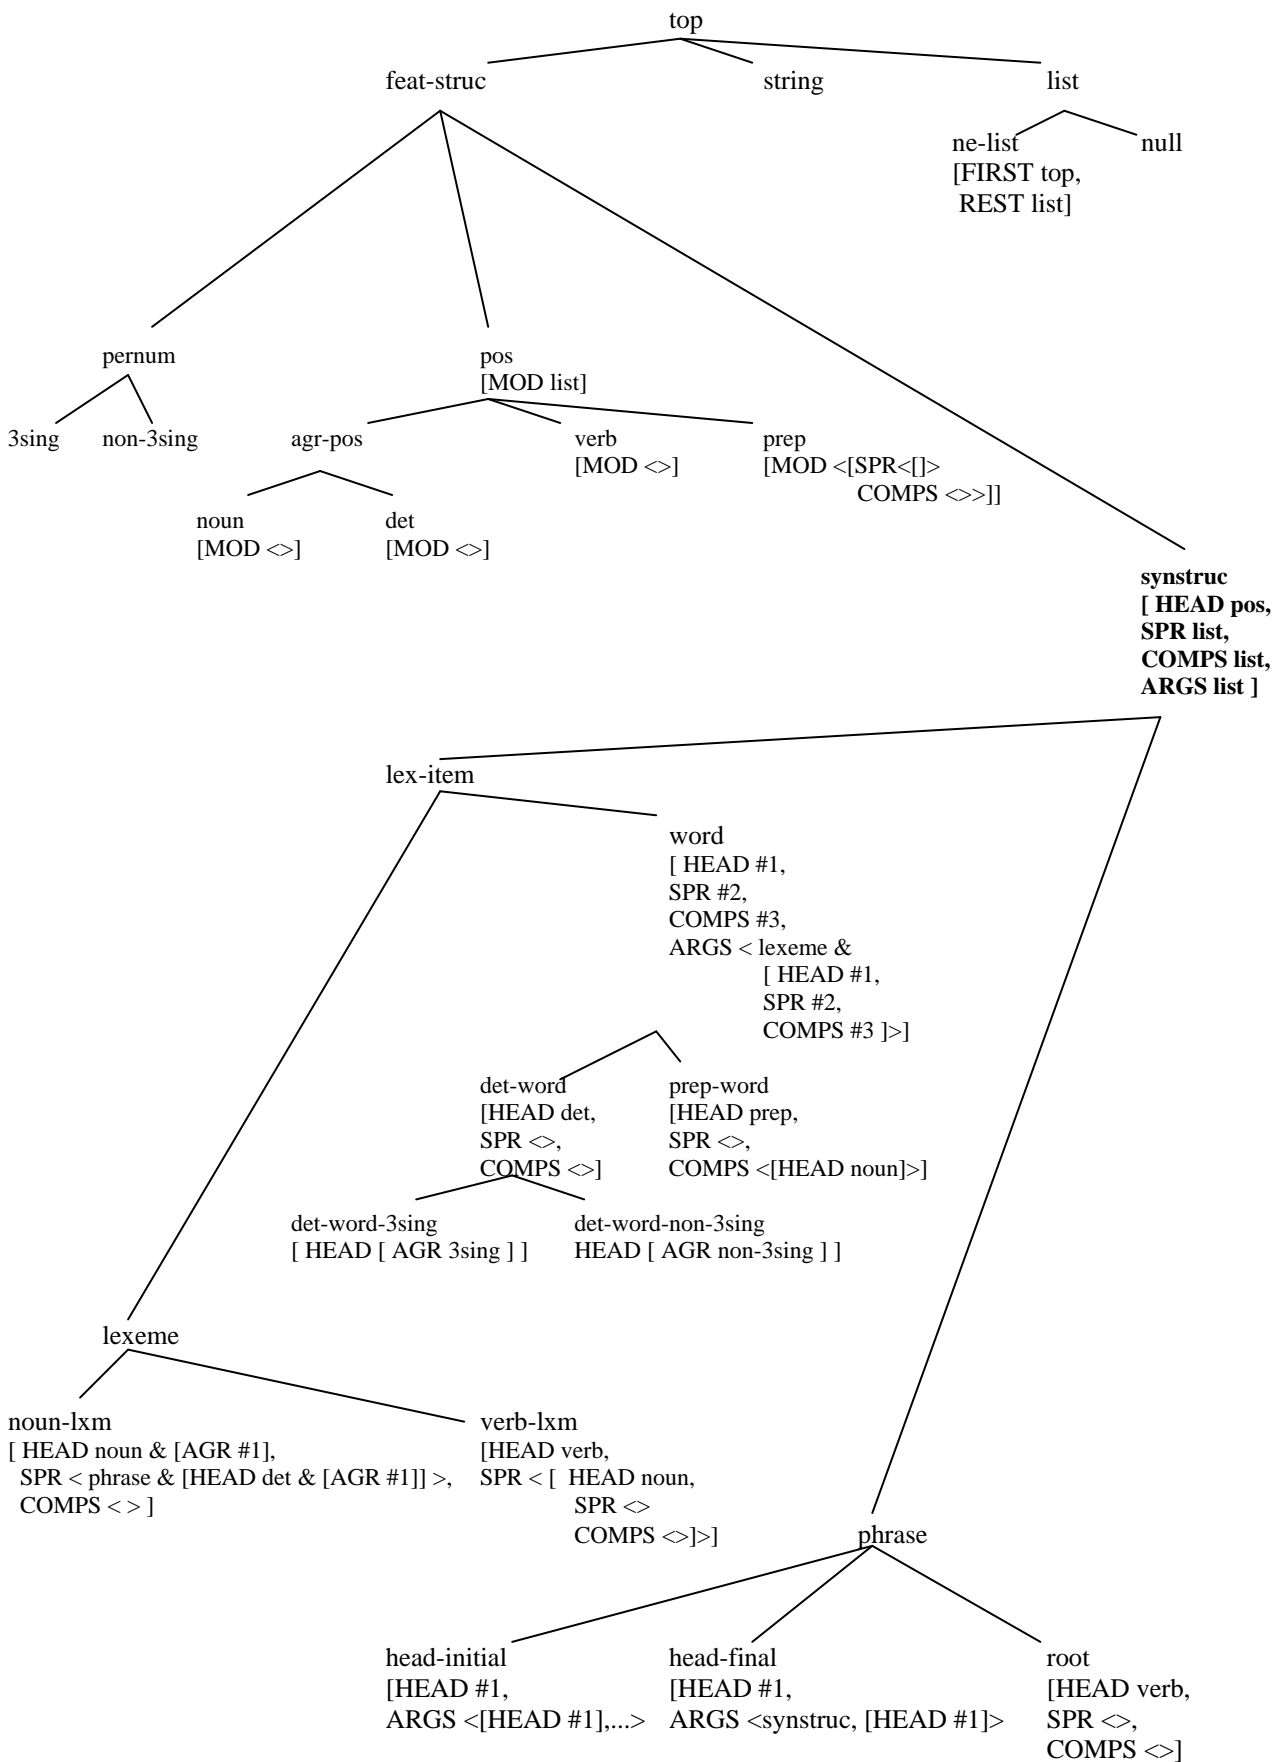 top
feat-struc
string
list
ne-list
[FIRST top,
REST list]
null
pernum
3sing
non-3sing
pos
[MOD list]
agr-pos
noun
[MOD <>]
det
[MOD <>]
verb
[MOD <>]
prep
[MOD <[SPR<[]>
COMPS <>>]]
synstruc
[ HEAD pos,
SPR list,
COMPS list,
ARGS list ]
lex-item
word
[ HEAD #1,
SPR #2,
COMPS #3,
ARGS < lexeme &
[ HEAD #1,
SPR #2,
COMPS #3 ]>]
det-word
[HEAD det,
SPR <>,
COMPS <>]
prep-word
[HEAD prep,
SPR <>,
COMPS <[HEAD noun]>]
det-word-3sing
[ HEAD [ AGR 3sing ] ]
det-word-non-3sing
HEAD [ AGR non-3sing ] ]
lexeme
noun-lxm
[ HEAD noun & [AGR #1],
SPR < phrase & [HEAD det & [AGR #1]] >,
COMPS < > ]
verb-lxm
[HEAD verb,
SPR < [ HEAD noun,
SPR <>
COMPS <>]>]
phrase
head-initial
[HEAD #1,
ARGS <[HEAD #1],...>
head-final
[HEAD #1,
ARGS <synstruc, [HEAD #1]>
root
[HEAD verb,
SPR <>,
COMPS <>]